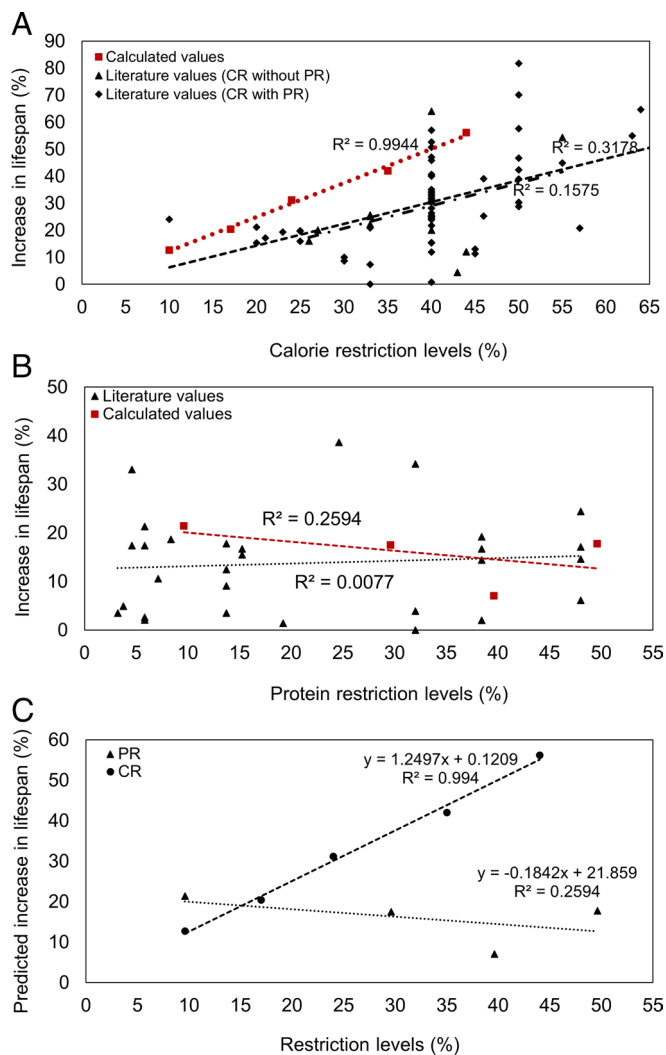 A
90
80
70
60
50
40
30
20
10
0
Increase in lifespan (%)
Calculated values
Literature values (CR without PR)
Literature values (CR with PR)
R² = 0.9944
R² = 0.3178
R² = 0.1575
0 5 10 15 20 25 30 35 40 45 50 55 60 65
Calorie restriction levels (%)
B
50
40
30
20
10
0
Increase in lifespan (%)
Literature values
Calculated values
R² = 0.2594
R² = 0.0077
0 5 10 15 20 25 30 35 40 45 50 55
Protein restriction levels (%)
C
60
50
40
30
20
10
0
Predicted increase in lifespan (%)
PR
CR
y = 1.2497x + 0.1209
R² = 0.994
y = -0.1842x + 21.859
R² = 0.2594
0 5 10 15 20 25 30 35 40 45 50 55
Restriction levels (%)